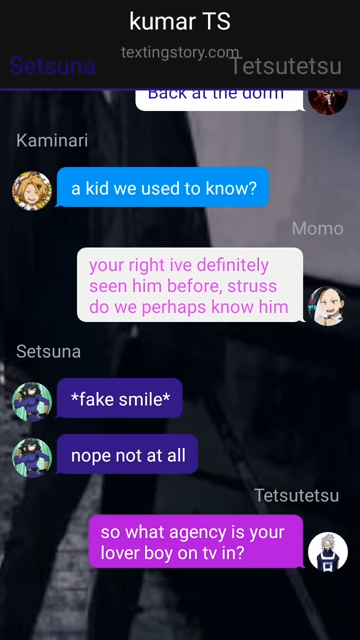 kumar TS
textingstory.com
Setsuna
Tetsutetsu
Back at the dorm
Kaminari
a kid we used to know?
Momo
your right ive definitely
seen him before, struss
do we perhaps know him
Setsuna
*fake smile*
nope not at all
Tetsutetsu
so what agency is your
lover boy on tv in?